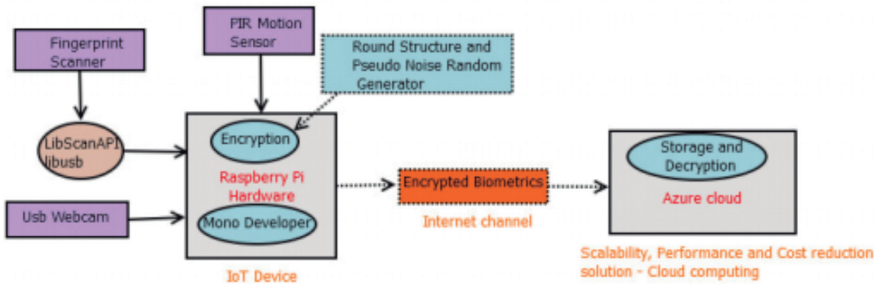 Fingerprint
Scanner
PIR Motion
Sensor
Round Structure and
Pseudo Noise Random
Generator
LibScanAPI
libusb
Encryption
Raspberry Pi
Hardware
Mono Developer
IoT Device
Usb Webcam
Encrypted Biometrics
Internet channel
Storage and
Decryption
Azure cloud
Scalability, Performance and Cost reduction
solution - Cloud computing